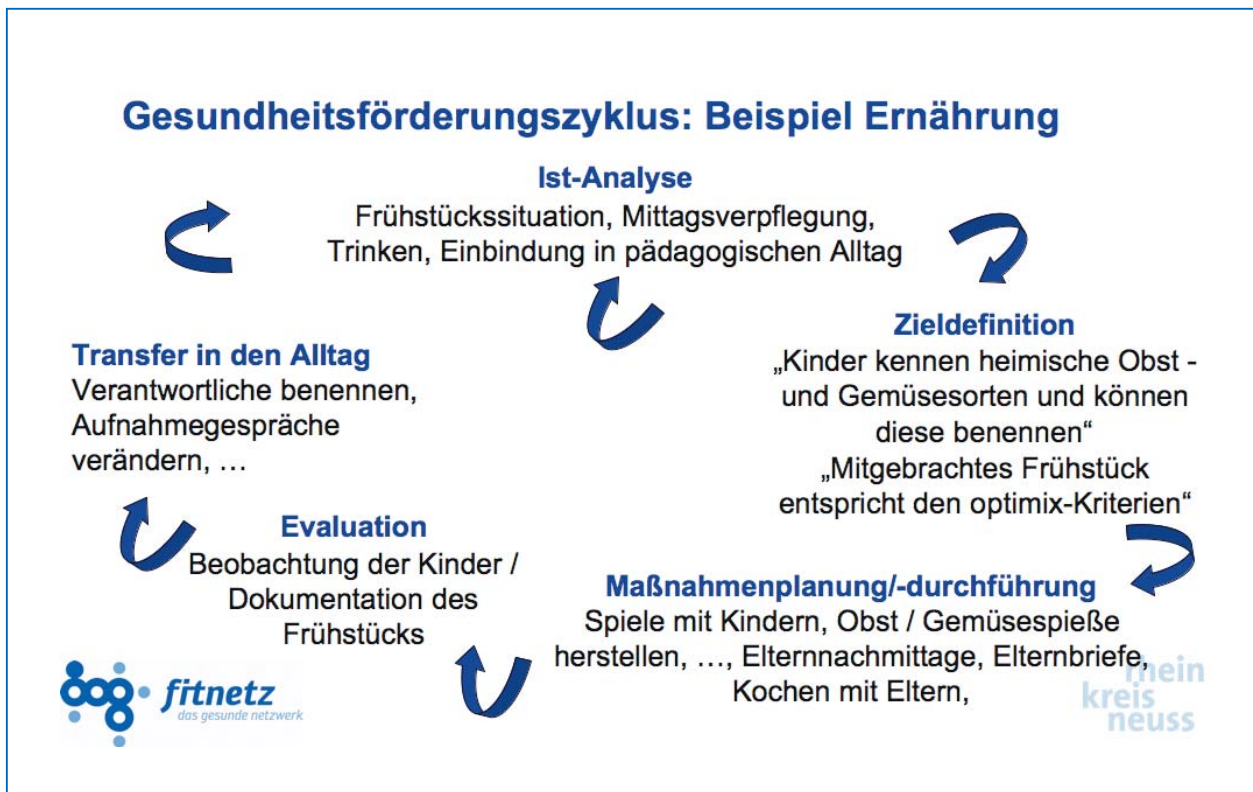 Gesundheitsförderungszyklus: Beispiel Ernährung
Ist-Analyse
Frühstückssituation, Mittagsverpflegung,
Trinken, Einbindung in pädagogischen Alltag
Zieldefinition
„Kinder kennen heimische Obst -
und Gemüsesorten und können
diese benennen“
„Mitgebrachtes Frühstück
entspricht den optimix-Kriterien“
Maßnahmenplanung/-durchführung
Spiele mit Kindern, Obst / Gemüsespieße
herstellen, …, Elternnachmittage, Elternbriefe,
Kochen mit Eltern,
Evaluation
Beobachtung der Kinder /
Dokumentation des
Frühstücks
Transfer in den Alltag
Verantwortliche benennen,
Aufnahmegespräche
verändern, …
fitnetz
das gesunde netzwerk
rhein
kreis
neuss